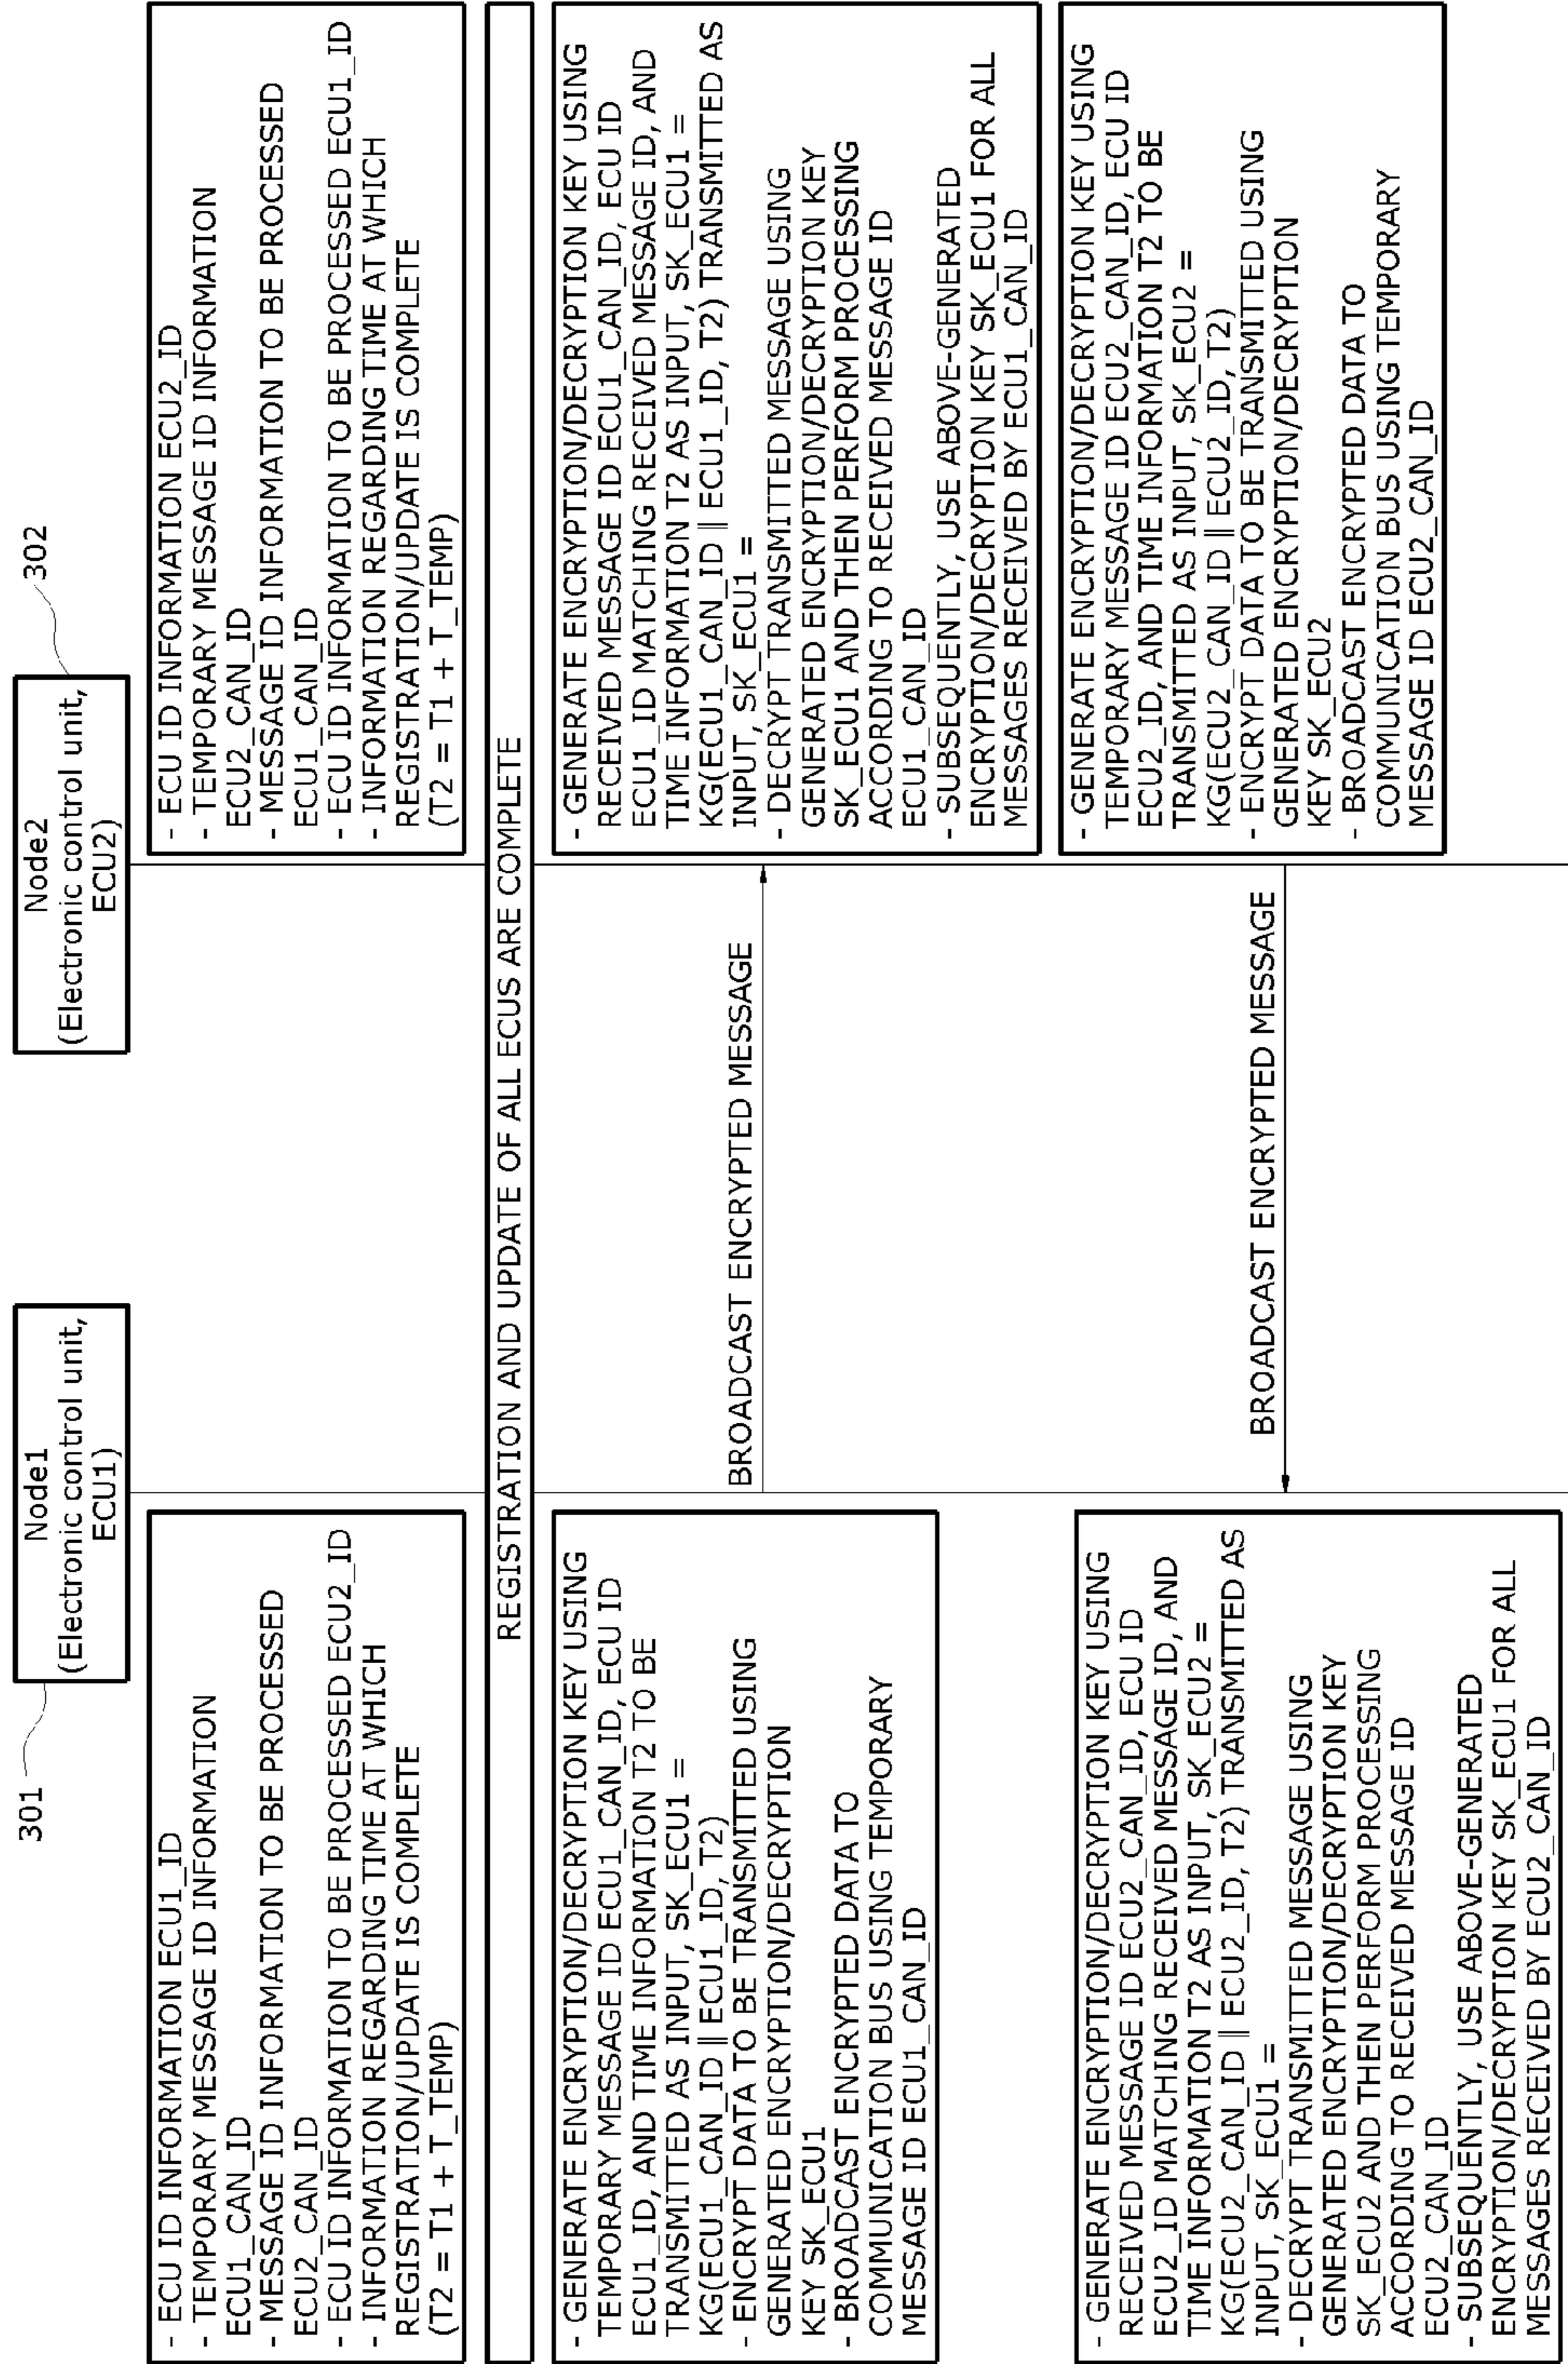 301
Node1
(Electronic control unit,
ECU1)
302
Node2
(Electronic control unit,
ECU2)
- ECU ID INFORMATION ECU1_ID
- TEMPORARY MESSAGE ID INFORMATION
ECU1_CAN_ID
- MESSAGE ID INFORMATION TO BE PROCESSED
ECU2_CAN_ID
- ECU ID INFORMATION TO BE PROCESSED ECU2_ID
- INFORMATION REGARDING TIME AT WHICH
REGISTRATION/UPDATE IS COMPLETE
(T2 = T1 + T_TEMP)
- ECU ID INFORMATION ECU2_ID
- TEMPORARY MESSAGE ID INFORMATION
ECU2_CAN_ID
- MESSAGE ID INFORMATION TO BE PROCESSED
ECU1_CAN_ID
- ECU ID INFORMATION TO BE PROCESSED ECU1_ID
- INFORMATION REGARDING TIME AT WHICH
REGISTRATION/UPDATE IS COMPLETE
(T2 = T1 + T_TEMP)
REGISTRATION AND UPDATE OF ALL ECUS ARE COMPLETE
- GENERATE ENCRYPTION/DECRYPTION KEY USING
TEMPORARY MESSAGE ID ECU1_CAN_ID, ECU ID
ECU1_ID, AND TIME INFORMATION T2 TO BE
TRANSMITTED AS INPUT, SK_ECU1 =
KG(ECU1_CAN_ID || ECU1_ID, T2)
- ENCRYPT DATA TO BE TRANSMITTED USING
GENERATED ENCRYPTION/DECRYPTION
KEY SK_ECU1
- BROADCAST ENCRYPTED DATA TO
COMMUNICATION BUS USING TEMPORARY
MESSAGE ID ECU1_CAN_ID
BROADCAST ENCRYPTED MESSAGE
- GENERATE ENCRYPTION/DECRYPTION KEY USING
RECEIVED MESSAGE ID ECU1_CAN_ID, ECU ID
ECU1_ID MATCHING RECEIVED MESSAGE ID, AND
TIME INFORMATION T2 AS INPUT, SK_ECU1 =
KG(ECU1_CAN_ID || ECU1_ID, T2) TRANSMITTED AS
INPUT, SK_ECU1 =
- DECRYPT TRANSMITTED MESSAGE USING
GENERATED ENCRYPTION/DECRYPTION KEY
SK_ECU1 AND THEN PERFORM PROCESSING
ACCORDING TO RECEIVED MESSAGE ID
ECU1_CAN_ID
- SUBSEQUENTLY, USE ABOVE-GENERATED
ENCRYPTION/DECRYPTION KEY SK_ECU1 FOR ALL
MESSAGES RECEIVED BY ECU1_CAN_ID
- GENERATE ENCRYPTION/DECRYPTION KEY USING
RECEIVED MESSAGE ID ECU2_CAN_ID, ECU ID
ECU2_ID MATCHING RECEIVED MESSAGE ID, AND
TIME INFORMATION T2 AS INPUT, SK_ECU2 =
KG(ECU2_CAN_ID || ECU2_ID, T2) TRANSMITTED AS
INPUT, SK_ECU1 =
- DECRYPT TRANSMITTED MESSAGE USING
GENERATED ENCRYPTION/DECRYPTION KEY
SK_ECU2 AND THEN PERFORM PROCESSING
ACCORDING TO RECEIVED MESSAGE ID
ECU2_CAN_ID
- SUBSEQUENTLY, USE ABOVE-GENERATED
ENCRYPTION/DECRYPTION KEY SK_ECU1 FOR ALL
MESSAGES RECEIVED BY ECU2_CAN_ID
BROADCAST ENCRYPTED MESSAGE
- GENERATE ENCRYPTION/DECRYPTION KEY USING
TEMPORARY MESSAGE ID ECU2_CAN_ID, ECU ID
ECU2_ID, AND TIME INFORMATION T2 TO BE
TRANSMITTED AS INPUT, SK_ECU2 =
KG(ECU2_CAN_ID || ECU2_ID, T2)
- ENCRYPT DATA TO BE TRANSMITTED USING
GENERATED ENCRYPTION/DECRYPTION
KEY SK_ECU2
- BROADCAST ENCRYPTED DATA TO
COMMUNICATION BUS USING TEMPORARY
MESSAGE ID ECU2_CAN_ID